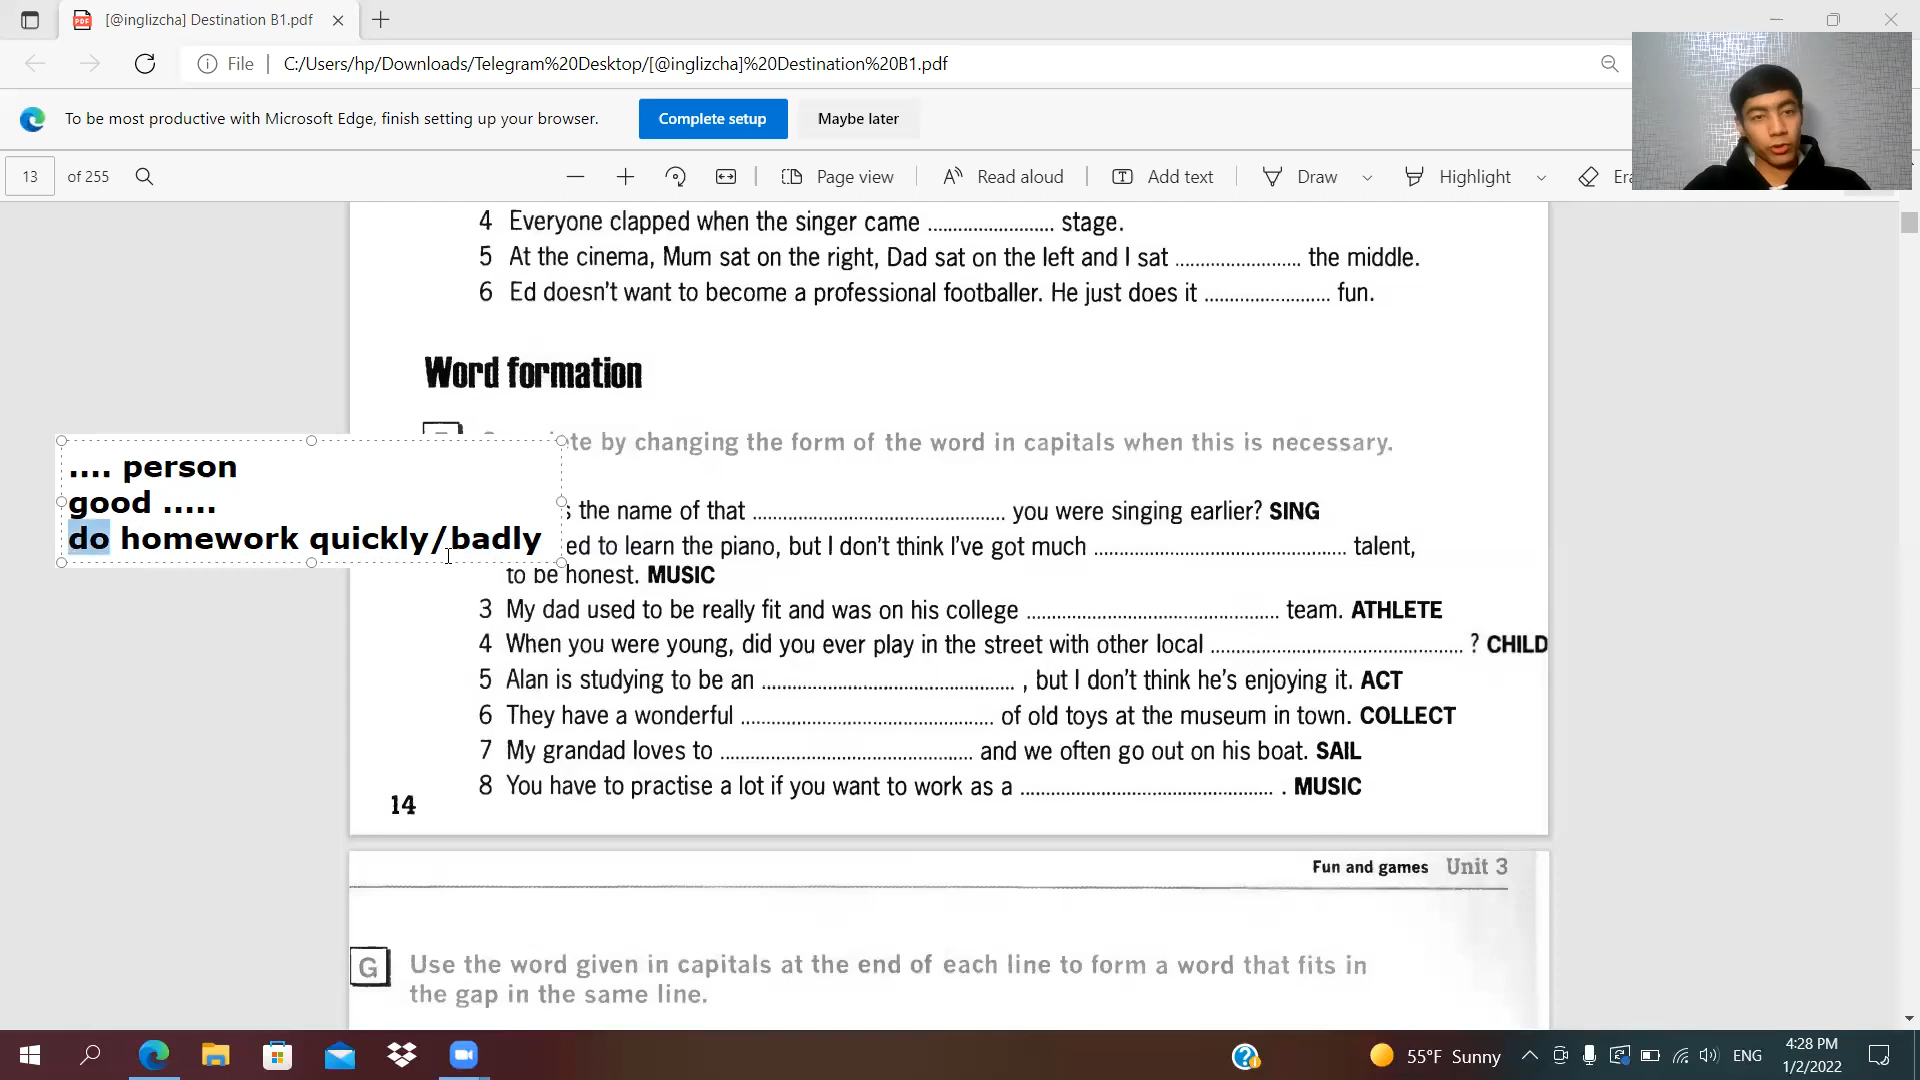 [@inglizcha] Destination B1.pdf
File
C:/Users/hp/Downloads/Telegram%20Desktop/[@inglizcha]%20Destination%20B1.pdf
To be most productive with Microsoft Edge, finish setting up your browser.
Complete setup
Maybe later
13 of 255
Page view
Read aloud
Add text
Draw
Highlight
4 Everyone clapped when the singer came ......................... stage.
5 At the cinema, Mum sat on the right, Dad sat on the left and I sat ......................... the middle.
6 Ed doesn't want to become a professional footballer. He just does it ......................... fun.
Word formation
te by changing the form of the word in capitals when this is necessary.
.... person
good .....
do homework quickly/badly
the name of that .................................................. you were singing earlier? SING
ed to learn the piano, but I don't think I've got much .................................................. talent,
to be honest. MUSIC
3 My dad used to be really fit and was on his college .................................................. team. ATHLETE
4 When you were young, did you ever play in the street with other local .................................................. ? CHILD
5 Alan is studying to be an .................................................. , but I don't think he's enjoying it. ACT
6 They have a wonderful .................................................. of old toys at the museum in town. COLLECT
7 My grandad loves to .................................................. and we often go out on his boat. SAIL
8 You have to practise a lot if you want to work as a .................................................. . MUSIC
14
Fun and games Unit 3
G Use the word given in capitals at the end of each line to form a word that fits in
the gap in the same line.
55°F Sunny
ENG
4:28 PM
1/2/2022